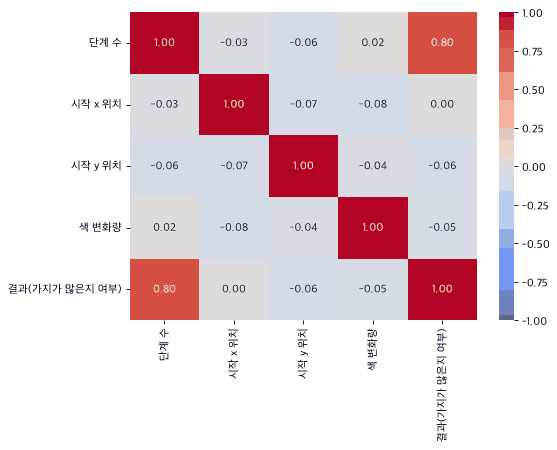 단계 수 1.00 -0.03 -0.06 0.02 0.80
시작 x 위치 -0.03 1.00 -0.07 -0.08 0.00
시작 y 위치 -0.06 -0.07 1.00 -0.04 -0.06
색 변화량 0.02 -0.08 -0.04 1.00 -0.05
결과(가지가 많은지 여부) 0.80 0.00 -0.06 -0.05 1.00
단계 수
시작 x 위치
시작 y 위치
색 변화량
결과(가지가 많은지 여부)
1.00
0.75
0.50
0.25
0.00
-0.25
-0.50
-0.75
-1.00